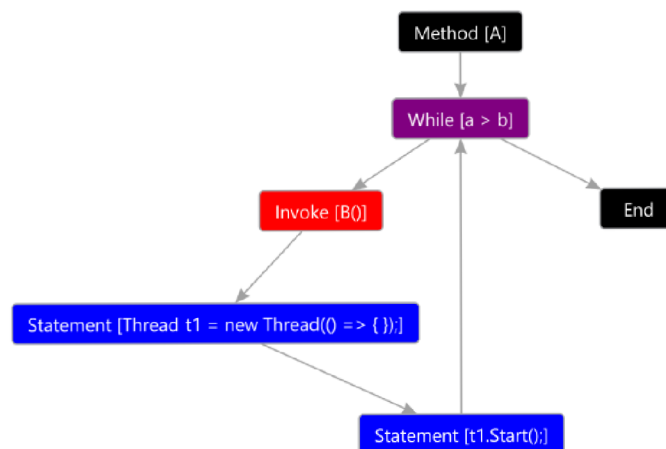 Method [A]
While [a > b]
Invoke [B()]
End
Statement [Thread t1 = new Thread(() => { });]
Statement [t1.Start();]